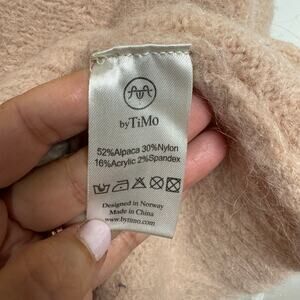 byTiMo
52%Alpaca 30%Nylon
16%Acrylic 2%Spandex
Designed in Norway
Made in China
www.bytimo.com